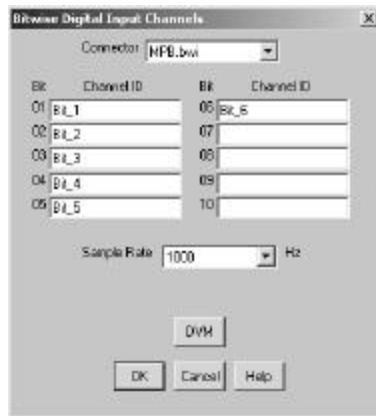 Bitwise Digital Input Channels
Connector MPB.bwi
Bit Channel ID Bit Channel ID
01 Bit_1 06 Bit_6
02 Bit_2 07
03 Bit_3 08
04 Bit_4 09
05 Bit_5 10
Sample Rate 1000 Hz
DVM
OK Cancel Help